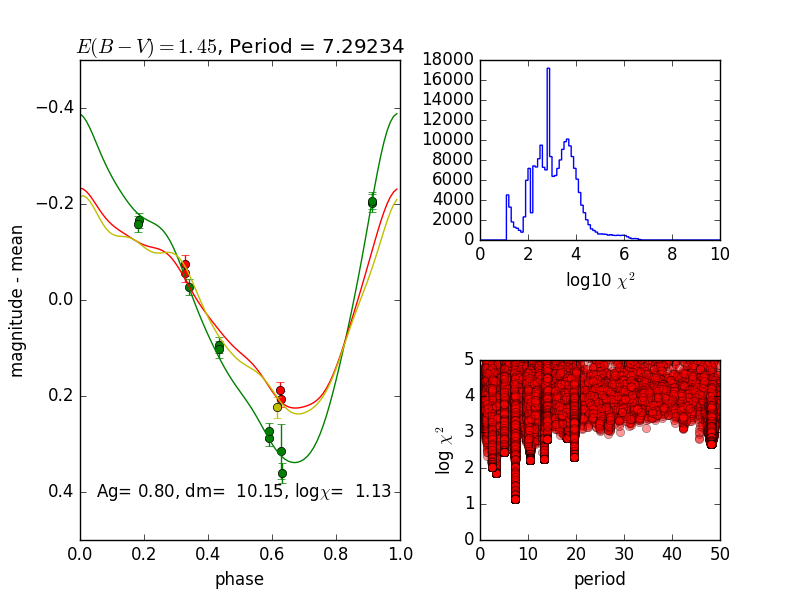 E(B − V) = 1.45, Period = 7.29234
−0.4
−0.2
0.0
0.2
0.4
magnitude - mean
Ag= 0.80, dm=  10.15, logχ=  1.13
0.0 0.2 0.4 0.6 0.8 1.0
phase
18000
16000
14000
12000
10000
8000
6000
4000
2000
0
0 2 4 6 8 10
log10 χ²
5
4
3
2
1
0
log χ²
0 10 20 30 40 50
period